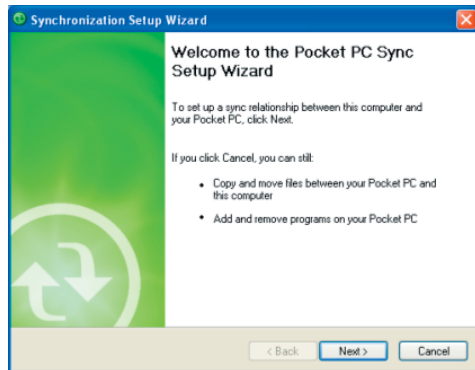 Synchronization Setup Wizard
Welcome to the Pocket PC Sync
Setup Wizard
To set up a sync relationship between this computer and
your Pocket PC, click Next.
If you click Cancel, you can still:
• Copy and move files between your Pocket PC and
this computer
• Add and remove programs on your Pocket PC
< Back Next > Cancel